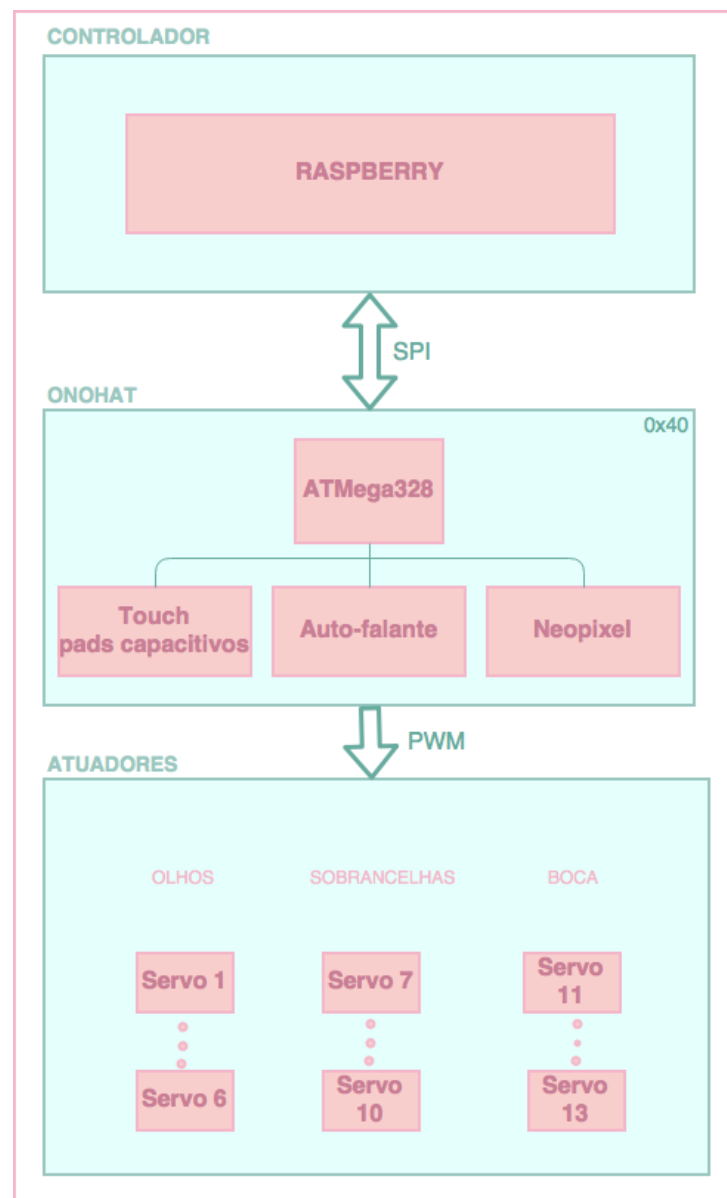 CONTROLADOR
RASPBERRY
SPI
ONOHAT
0x40
ATMega328
Touch
pads capacitivos
Auto-falante
Neopixel
PWM
ATUADORES
OLHOS
SOBRANCELHAS
BOCA
Servo 1
Servo 7
Servo
11
Servo 6
Servo
10
Servo
13